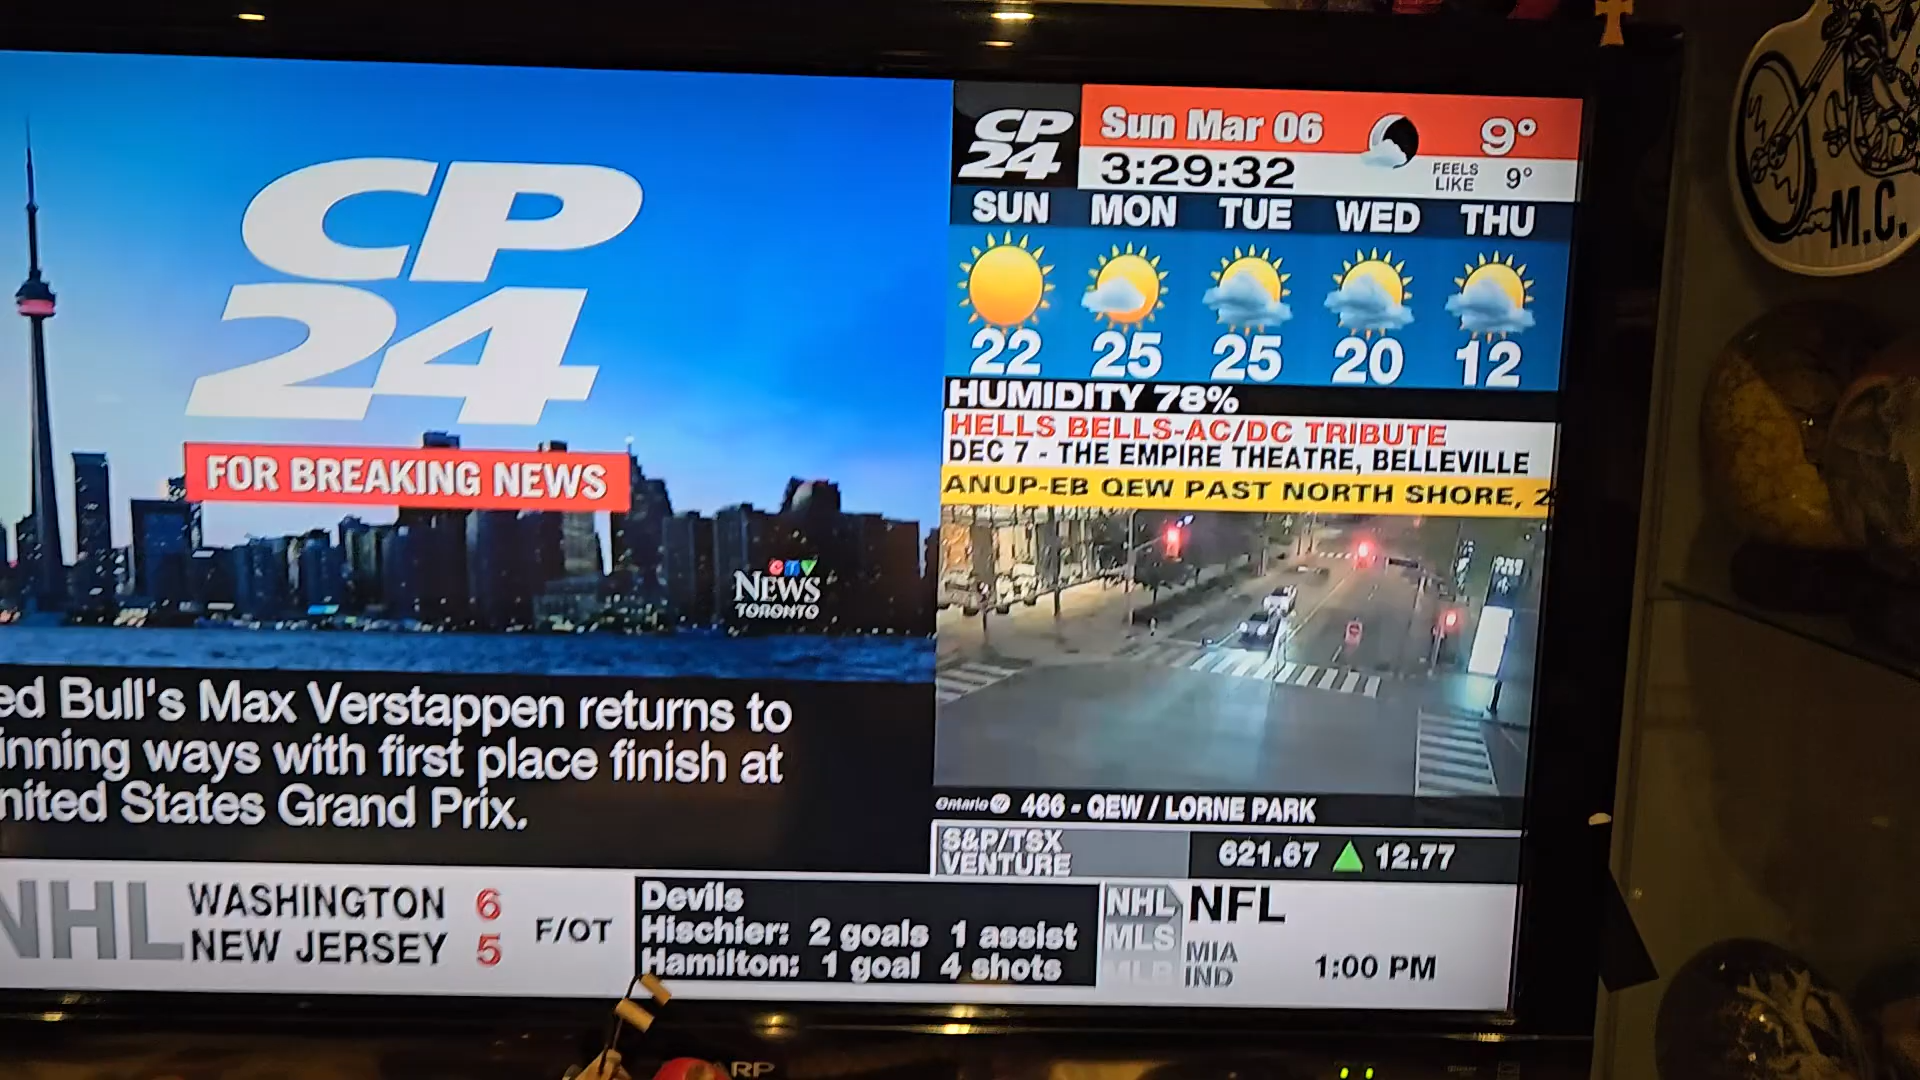 CP
24
FOR BREAKING NEWS
CTV
NEWS
TORONTO
ed Bull's Max Verstappen returns to
inning ways with first place finish at
nited States Grand Prix.
NHL
WASHINGTON 6
NEW JERSEY 5
F/OT
Devils
Hischier: 2 goals 1 assist
Hamilton: 1 goal 4 shots
CP
24
Sun Mar 06
9°
3:29:32
FEELS
LIKE 9°
SUN MON TUE WED THU
22 25 25 20 12
HUMIDITY 78%
HELLS BELLS-AC/DC TRIBUTE
DEC 7 - THE EMPIRE THEATRE, BELLEVILLE
ANUP-EB QEW PAST NORTH SHORE, 2
Ontario 466 - QEW / LORNE PARK
S&P/TSX
VENTURE
621.67 12.77
NHL
MLS
MLB
NFL
MIA
IND
1:00 PM
M.C.
ARP